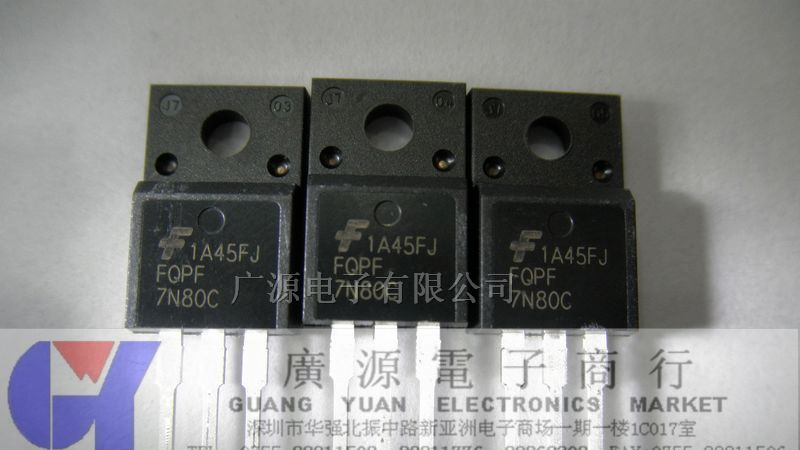 J7 03
J7 04
J7
1A45FJ
FQPF
7N80C
1A45FJ
FQPF
7N80C
1A45FJ
FQPF
7N80C
广源电子有限公司
廣源電子商行
GUANG YUAN ELECTRONICS MARKET
深圳市华强北振中路新亚洲电子商场一期一楼1C017室